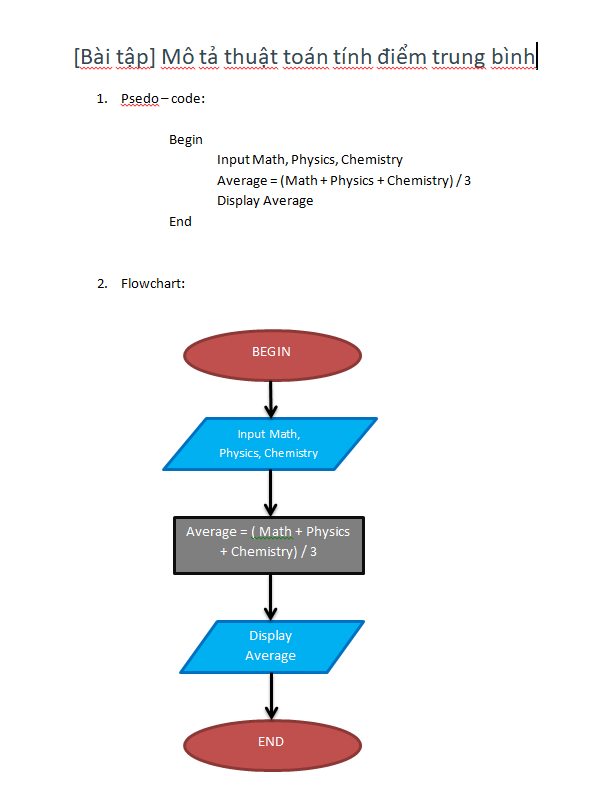 [Bài tập] Mô tả thuật toán tính điểm trung bình
1. Psedo – code:
Begin
Input Math, Physics, Chemistry
Average = (Math + Physics + Chemistry) / 3
Display Average
End
2. Flowchart:
BEGIN
Input Math,
Physics, Chemistry
Average = ( Math + Physics
+ Chemistry) / 3
Display
Average
END